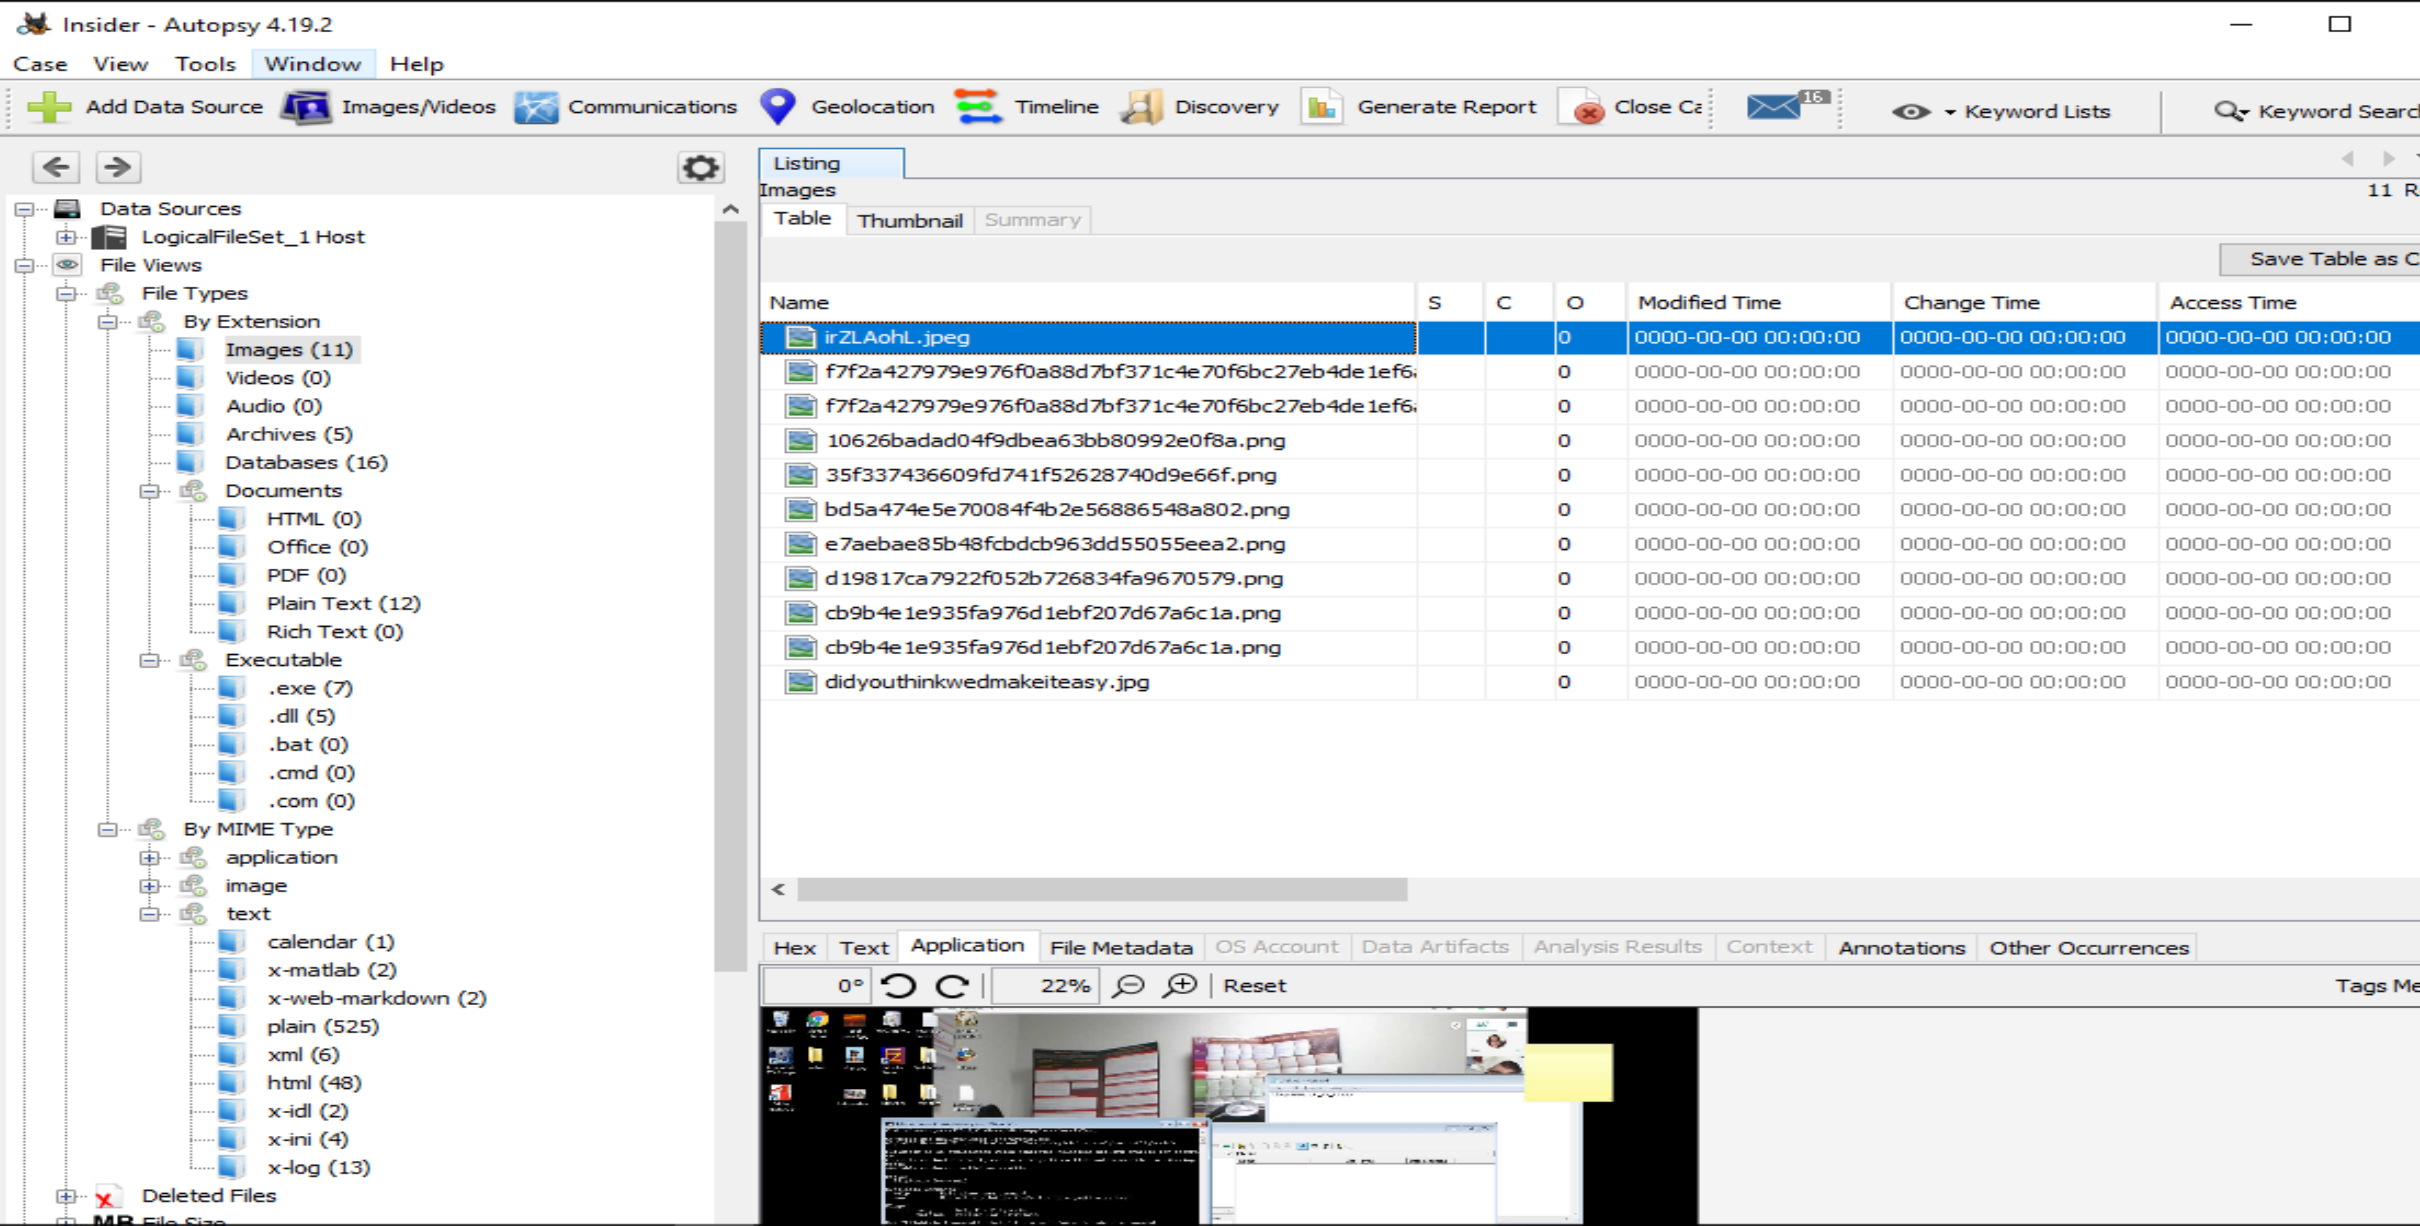 Insider - Autopsy 4.19.2
Case View Tools Window Help
Add Data Source Images/Videos Communications Geolocation Timeline Discovery Generate Report Close Ca 16 Keyword Lists Keyword Searc
Listing
Images 11 R
Table Thumbnail Summary
Save Table as C
Data Sources
LogicalFileSet_1 Host
File Views
File Types
By Extension
Images (11)
Videos (0)
Audio (0)
Archives (5)
Databases (16)
Documents
HTML (0)
Office (0)
PDF (0)
Plain Text (12)
Rich Text (0)
Executable
.exe (7)
.dll (5)
.bat (0)
.cmd (0)
.com (0)
By MIME Type
application
image
text
calendar (1)
x-matlab (2)
x-web-markdown (2)
plain (525)
xml (6)
html (48)
x-idl (2)
x-ini (4)
x-log (13)
Deleted Files
MB File Size
Name S C O Modified Time Change Time Access Time
irZLAohL.jpeg 0 0000-00-00 00:00:00 0000-00-00 00:00:00 0000-00-00 00:00:00
f7f2a427979e976f0a88d7bf371c4e70f6bc27eb4de1ef6 0 0000-00-00 00:00:00 0000-00-00 00:00:00 0000-00-00 00:00:00
f7f2a427979e976f0a88d7bf371c4e70f6bc27eb4de1ef6 0 0000-00-00 00:00:00 0000-00-00 00:00:00 0000-00-00 00:00:00
10626badad04f9dbea63bb80992e0f8a.png 0 0000-00-00 00:00:00 0000-00-00 00:00:00 0000-00-00 00:00:00
35f337436609fd741f52628740d9e66f.png 0 0000-00-00 00:00:00 0000-00-00 00:00:00 0000-00-00 00:00:00
bd5a474e5e70084f4b2e56886548a802.png 0 0000-00-00 00:00:00 0000-00-00 00:00:00 0000-00-00 00:00:00
e7aebae85b48fcbdcb963dd55055eea2.png 0 0000-00-00 00:00:00 0000-00-00 00:00:00 0000-00-00 00:00:00
d19817ca7922f052b726834fa9670579.png 0 0000-00-00 00:00:00 0000-00-00 00:00:00 0000-00-00 00:00:00
cb9b4e1e935fa976d1ebf207d67a6c1a.png 0 0000-00-00 00:00:00 0000-00-00 00:00:00 0000-00-00 00:00:00
cb9b4e1e935fa976d1ebf207d67a6c1a.png 0 0000-00-00 00:00:00 0000-00-00 00:00:00 0000-00-00 00:00:00
didyouthinkwedmakeiteasy.jpg 0 0000-00-00 00:00:00 0000-00-00 00:00:00 0000-00-00 00:00:00
Hex Text Application File Metadata OS Account Data Artifacts Analysis Results Context Annotations Other Occurrences
0° 22% Reset Tags Me